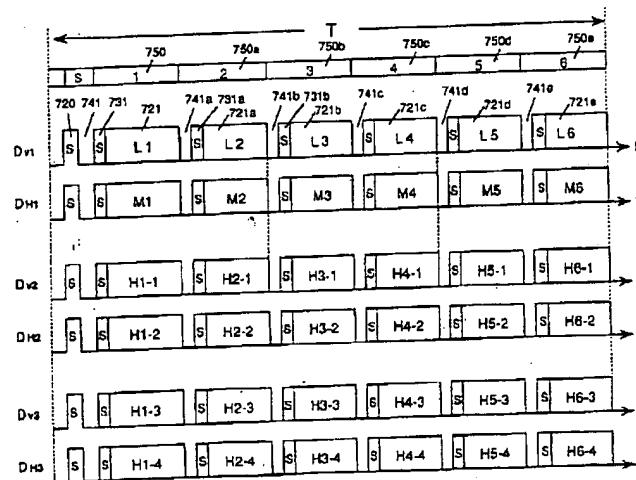 T
750 750a 750b 750c 750d 750e
S 1 2 3 4 5 6
720 741 731 721 741a 731a 721a 741b 731b 721b 741c 721c 741d 721d 741e 721e
DV1 S S L1 S L2 S L3 S L4 S L5 S L6
DH1 S S M1 S M2 S M3 S M4 S M5 S M6
DV2 S S H1-1 S H2-1 S H3-1 S H4-1 S H5-1 S H6-1
DH2 S S H1-2 S H2-2 S H3-2 S H4-2 S H5-2 S H6-2
DV3 S S H1-3 S H2-3 S H3-3 S H4-3 S H5-3 S H6-3
DH3 S S H1-4 S H2-4 S H3-4 S H4-4 S H5-4 S H6-4